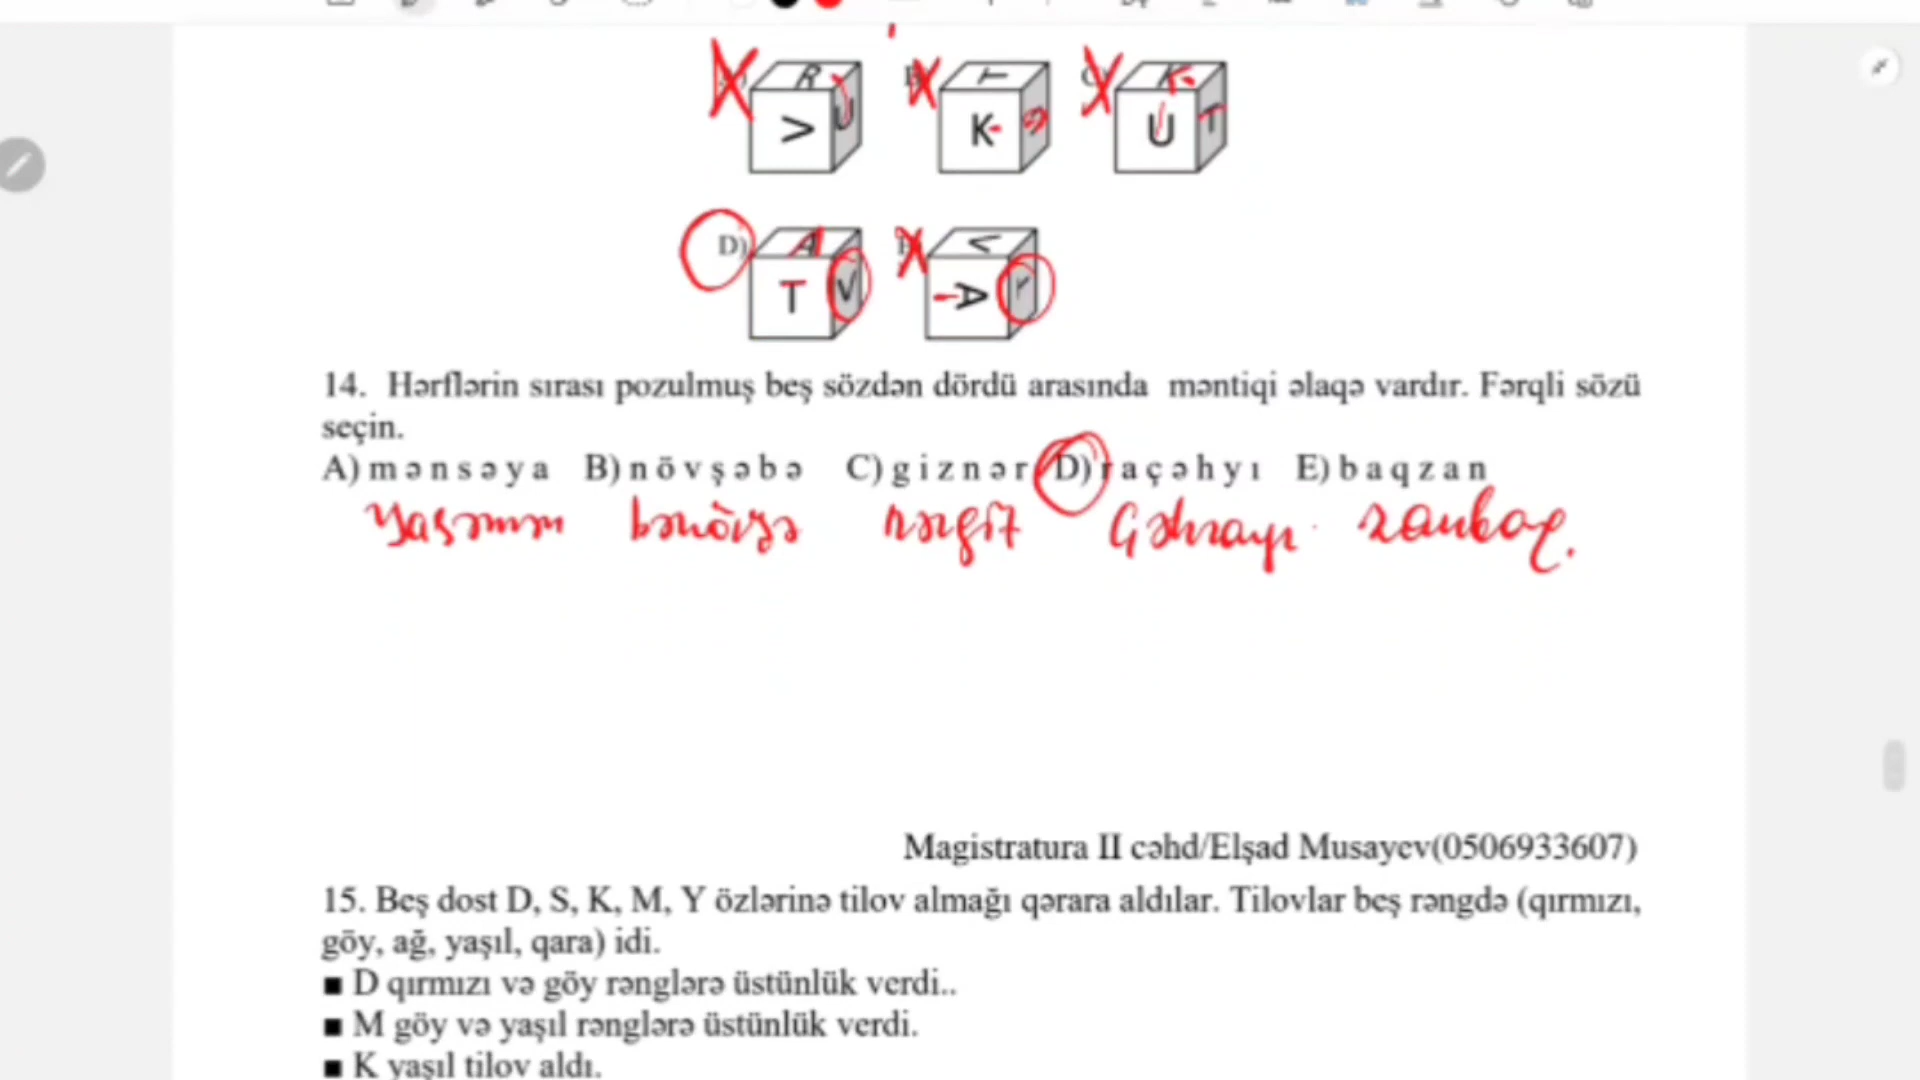 R
U
>
T
K
K
T
U
D)
A
T
V
<
A
14. Hərflərin sırası pozulmuş beş sözdən dördü arasında məntiqi əlaqə vardır. Fərqli sözü
seçin.
A) m ə n s ə y a B) n ö v ş ə b ə C) g i z n ə r D) r a ç ə h y ı E) b a q z a n
yasəmən bənövşə nərgiz çəhrayı zanbaq.
Magistratura II cəhd/Elşad Musayev(0506933607)
15. Beş dost D, S, K, M, Y özlərinə tilov almağı qərara aldılar. Tilovlar beş rəngdə (qırmızı,
göy, ağ, yaşıl, qara) idi.
■ D qırmızı və göy rənglərə üstünlük verdi..
■ M göy və yaşıl rənglərə üstünlük verdi.
■ K yaşıl tilov aldı.